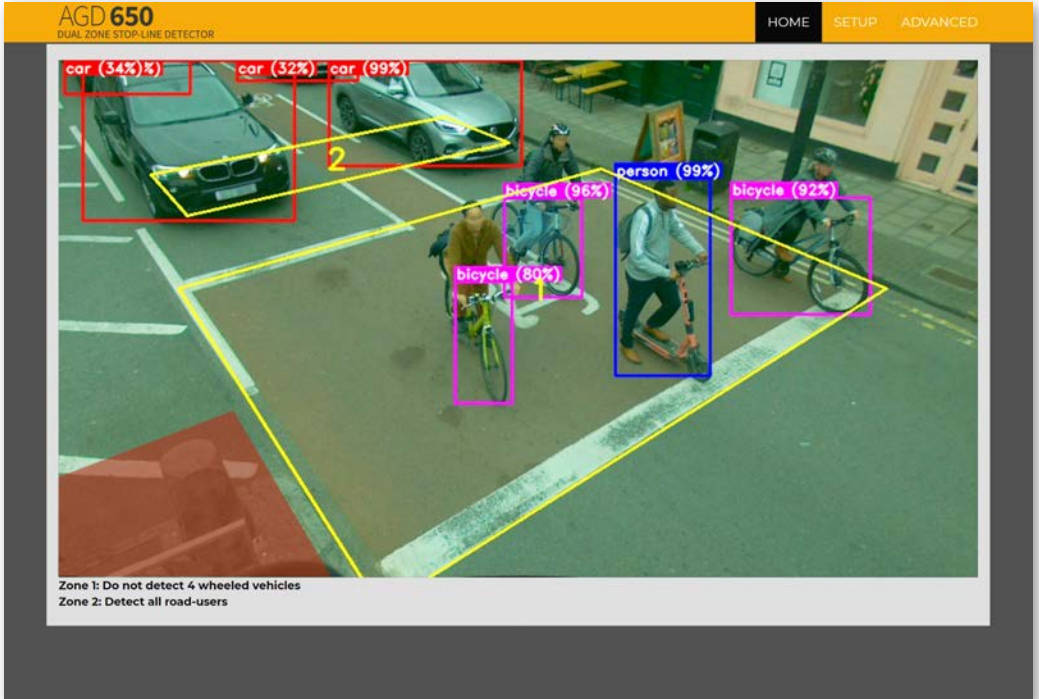 AGD 650
DUAL ZONE STOP-LINE DETECTOR
HOME SETUP ADVANCED
car (34%)%)
car (32%)
car (99%)
2
person (99%)
bicycle (96%)
bicycle (92%)
bicycle (80%)
1
Zone 1: Do not detect 4 wheeled vehicles
Zone 2: Detect all road-users